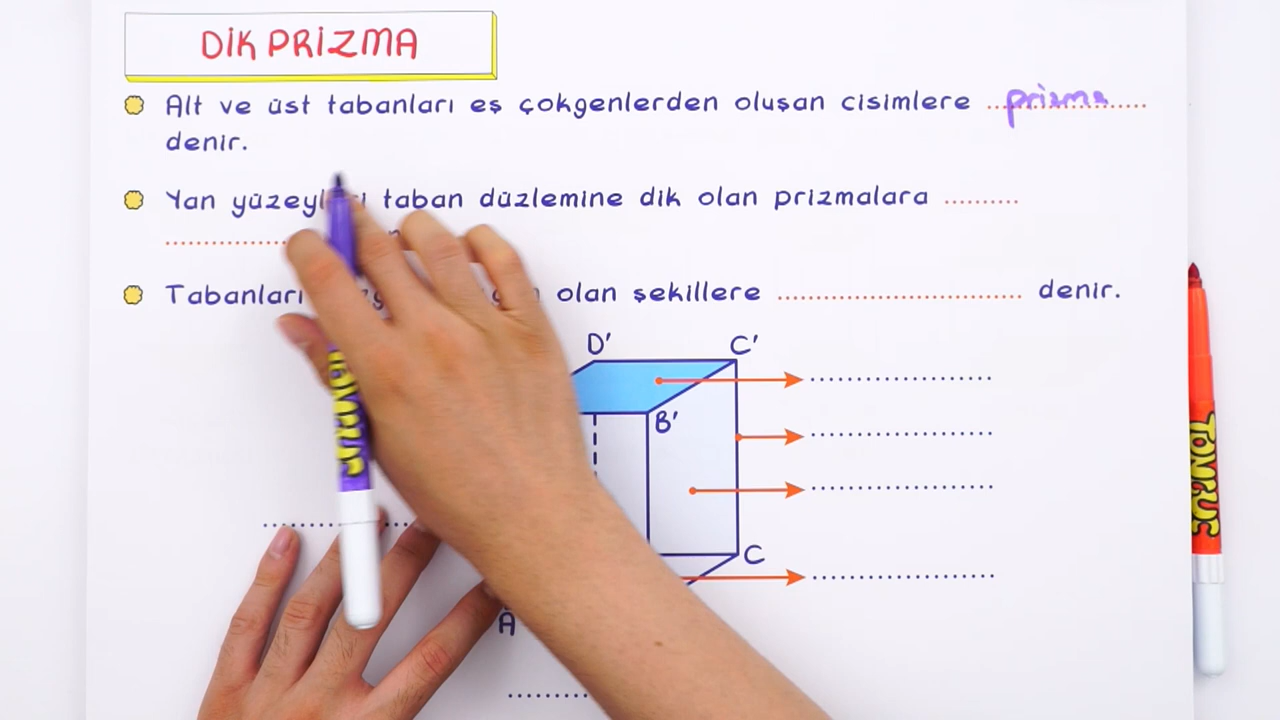 DİK PRİZMA
Alt ve üst tabanları eş çokgenlerden oluşan cisimlere prizma
denir.
Yan taban düzlemine dik olan prizmalara ..........
Tabanları olan şekillere ............................ denir.
D' C'
B'
C
A
TOMBUC